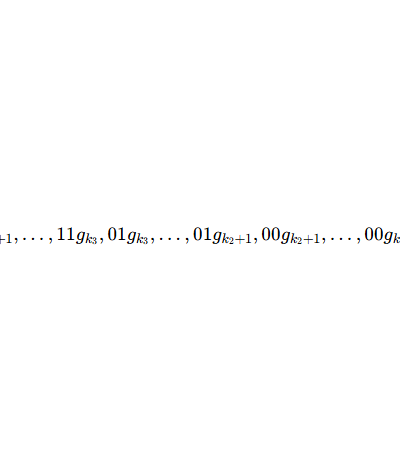 +1, . . . , 11g_{k_3}, 01g_{k_3}, . . . , 01g_{k_2+1}, 00g_{k_2+1}, . . . , 00g_k